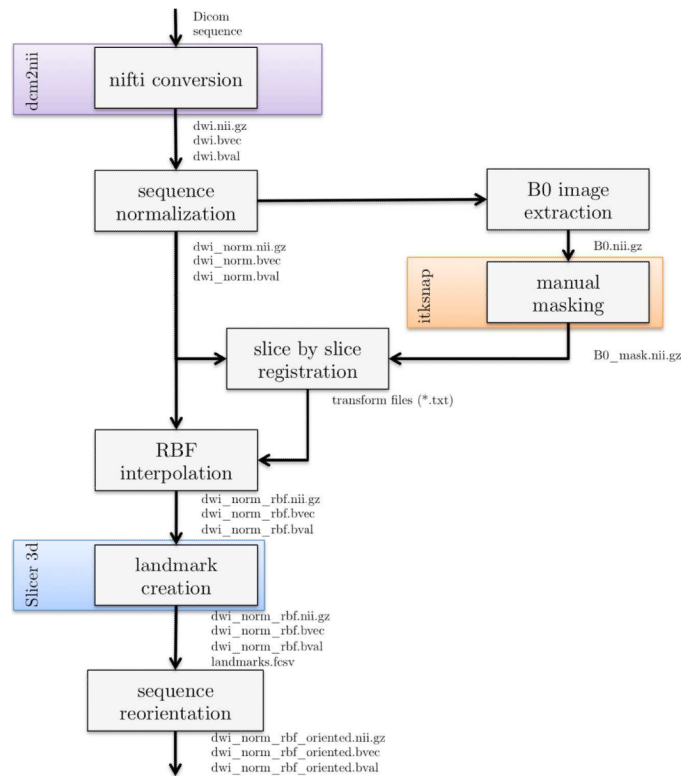 Dicom
sequence
dcm2nii
nifti conversion
dwi.nii.gz
dwi.bvec
dwi.bval
sequence
normalization
B0 image
extraction
dwi_norm.nii.gz
dwi_norm.bvec
dwi_norm.bval
B0.nii.gz
itksnap
manual
masking
slice by slice
registration
B0_mask.nii.gz
transform files (*.txt)
RBF
interpolation
dwi_norm_rbf.nii.gz
dwi_norm_rbf.bvec
dwi_norm_rbf.bval
Slicer 3d
landmark
creation
dwi_norm_rbf.nii.gz
dwi_norm_rbf.bvec
dwi_norm_rbf.bval
landmarks.fcsv
sequence
reorientation
dwi_norm_rbf_oriented.nii.gz
dwi_norm_rbf_oriented.bvec
dwi_norm_rbf_oriented.bval